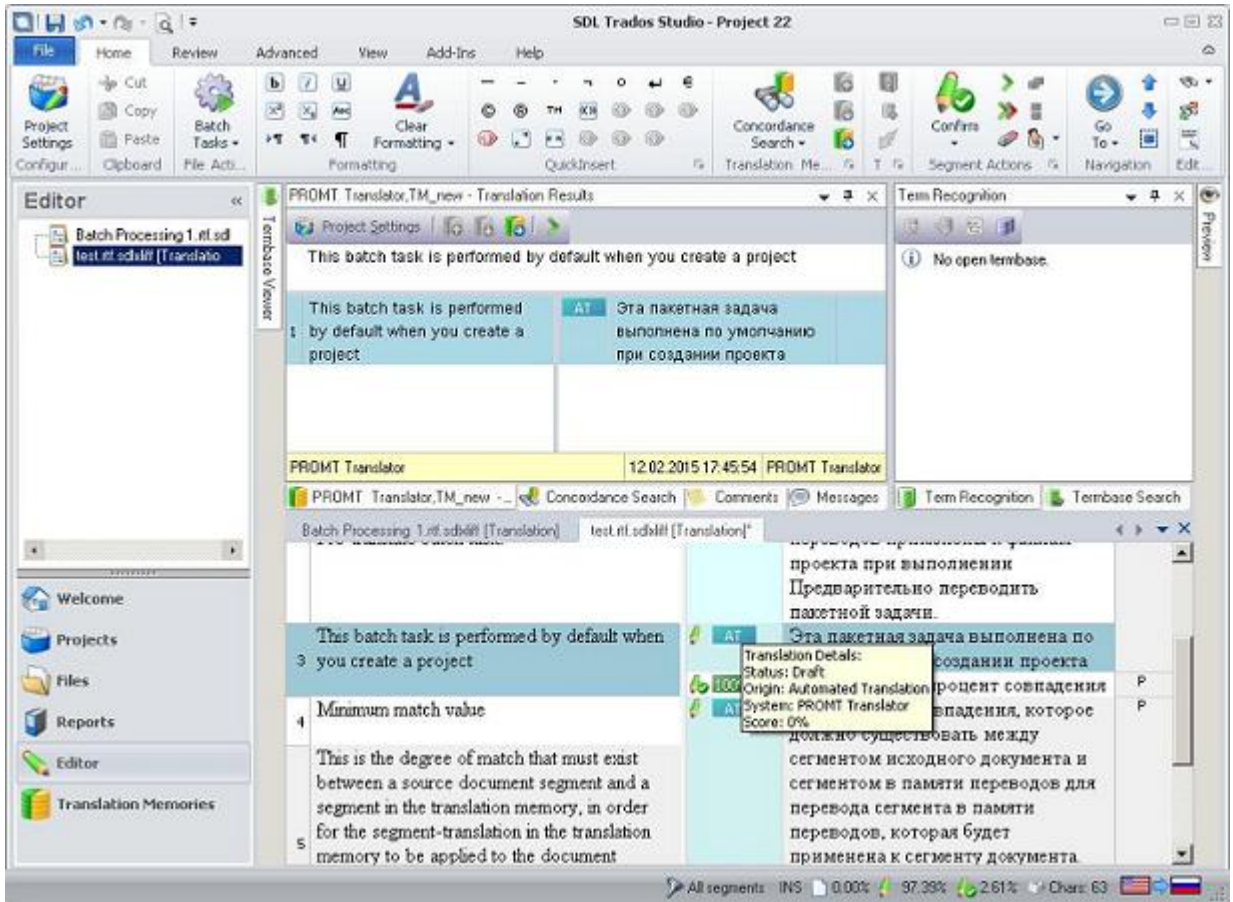 SDL Trados Studio - Project 22
File Home Review Advanced View Add-Ins Help
Project Settings
Cut
Copy
Paste
Batch Tasks
Clear Formatting
Concordance Search
Confirm
Go To
Configur... Clipboard File Acti... Formatting QuickInsert Translation Me... T Segment Actions Navigation Edit...
Editor
Batch Processing 1.rtf.sdl
test.rtf.sdlxliff [Translatio
Welcome
Projects
Files
Reports
Editor
Translation Memories
Termbase Viewer
PROMT Translator,TM_new - Translation Results
Project Settings
This batch task is performed by default when you create a project
1
This batch task is performed
by default when you create a
project
AT
Эта пакетная задача
выполнена по умолчанию
при создании проекта
PROMT Translator 12.02.2015 17:45:54 PROMT Translator
PROMT Translator,TM_new -... Concordance Search Comments Messages
Term Recognition
No open termbase.
Term Recognition Termbase Search
Preview
Batch Processing 1.rtf.sdlxliff [Translation] test.rtf.sdlxliff [Translation]*
проекта при выполнении
Предварительно переводить
пакетной задачи.
3
This batch task is performed by default when
you create a project
AT
Эта пакетная задача выполнена по
создании проекта
Translation Details:
Status: Draft
Origin: Automated Translation
System: PROMT Translator
Score: 0%
4
Minimum match value
100%
процент совпадения
P
5
This is the degree of match that must exist
between a source document segment and a
segment in the translation memory, in order
for the segment-translation in the translation
memory to be applied to the document
AT
совпадения, которое
должно существовать между
сегментом исходного документа и
сегментом в памяти переводов для
перевода сегмента в памяти
переводов, которая будет
применена к сегменту документа.
P
All segments INS 0.00% 97.39% 2.61% Chars: 63